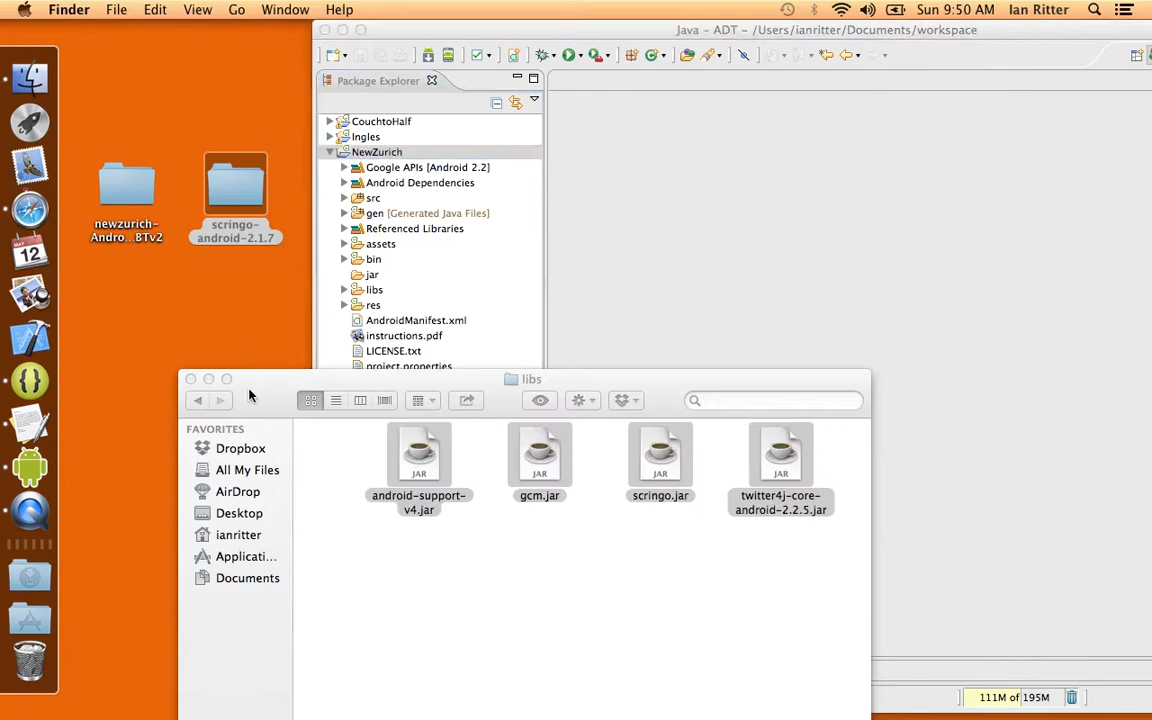 Finder File Edit View Go Window Help Sun 9:50 AM Ian Ritter
Java - ADT - /Users/ianritter/Documents/workspace
Package Explorer
CouchtoHalf
Ingles
NewZurich
Google APIs [Android 2.2]
Android Dependencies
src
gen [Generated Java Files]
Referenced Libraries
assets
bin
jar
libs
res
AndroidManifest.xml
instructions.pdf
LICENSE.txt
project.properties
newzurich-
Andro...BTv2
scringo-
android-2.1.7
MAY
12
libs
FAVORITES
Dropbox
All My Files
AirDrop
Desktop
ianritter
Applicati...
Documents
JAR JAR JAR JAR
android-support-
v4.jar
gcm.jar
scringo.jar
twitter4j-core-
android-2.2.5.jar
111M of 195M